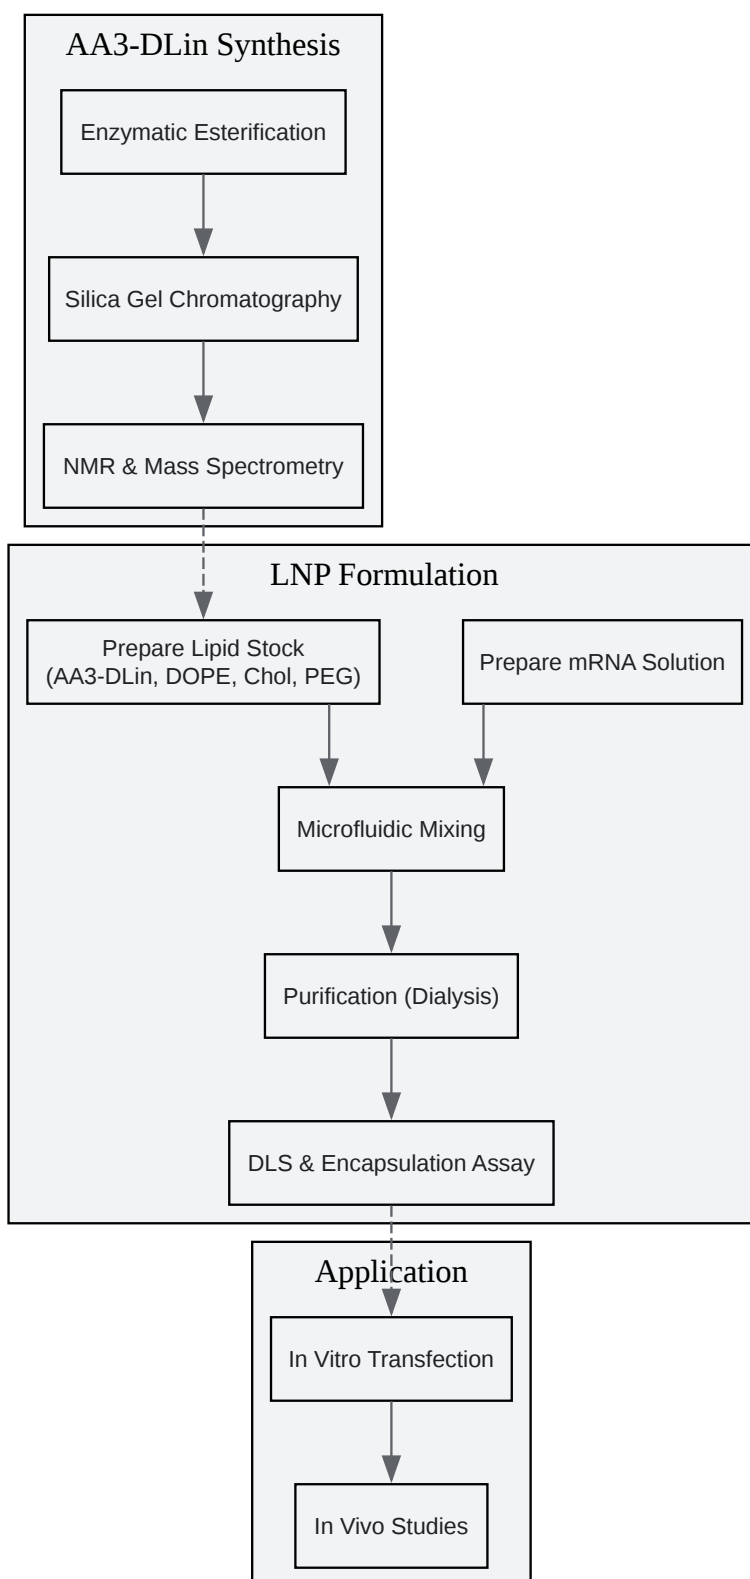 AA3-DLin Synthesis
Enzymatic Esterification
Silica Gel Chromatography
NMR & Mass Spectrometry
LNP Formulation
Prepare Lipid Stock
(AA3-DLin, DOPE, Chol, PEG)
Prepare mRNA Solution
Microfluidic Mixing
Purification (Dialysis)
DLS & Encapsulation Assay
Application
In Vitro Transfection
In Vivo Studies